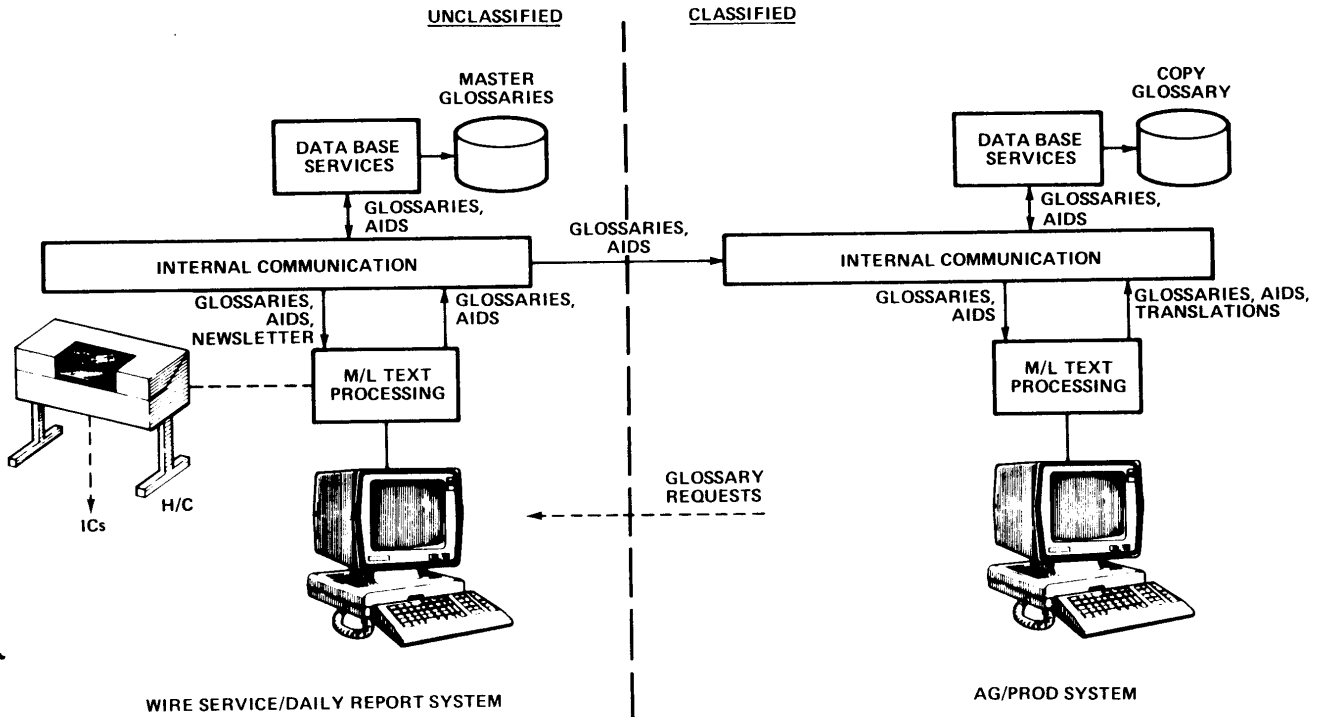 UNCLASSIFIED
CLASSIFIED
MASTER
GLOSSARIES
DATA BASE
SERVICES
GLOSSARIES,
AIDS
INTERNAL COMMUNICATION
GLOSSARIES,
AIDS,
NEWSLETTER
GLOSSARIES,
AIDS
M/L TEXT
PROCESSING
H/C
ICs
GLOSSARIES,
AIDS
GLOSSARY
REQUESTS
COPY
GLOSSARY
DATA BASE
SERVICES
GLOSSARIES,
AIDS
INTERNAL COMMUNICATION
GLOSSARIES,
AIDS
GLOSSARIES, AIDS,
TRANSLATIONS
M/L TEXT
PROCESSING
WIRE SERVICE/DAILY REPORT SYSTEM
AG/PROD SYSTEM